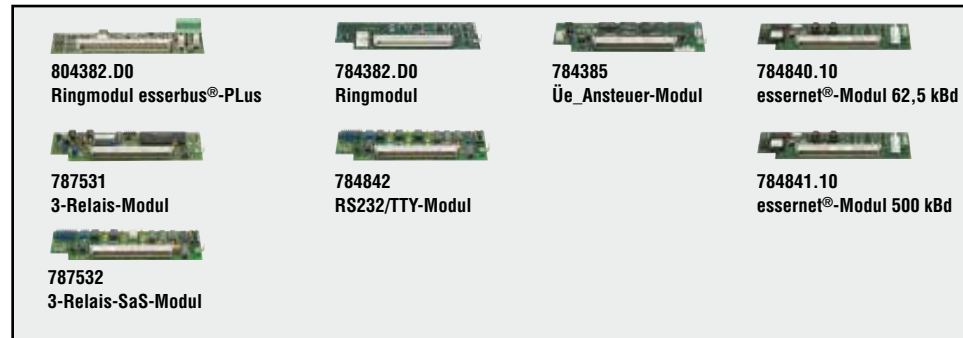 804382.D0
Ringmodul esserbus®-PLus
784382.D0
Ringmodul
784385
Üe_Ansteuer-Modul
784840.10
essernet®-Modul 62,5 kBd
787531
3-Relais-Modul
784842
RS232/TTY-Modul
784841.10
essernet®-Modul 500 kBd
787532
3-Relais-SaS-Modul